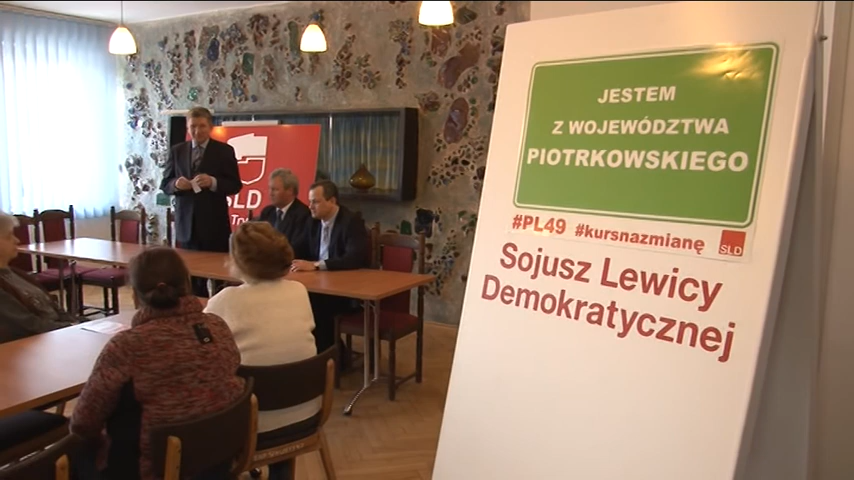 JESTEM
Z WOJEWÓDZTWA
PIOTRKOWSKIEGO
#PL49 #kursnazmianę
SLD
Sojusz Lewicy
Demokratycznej
SLD